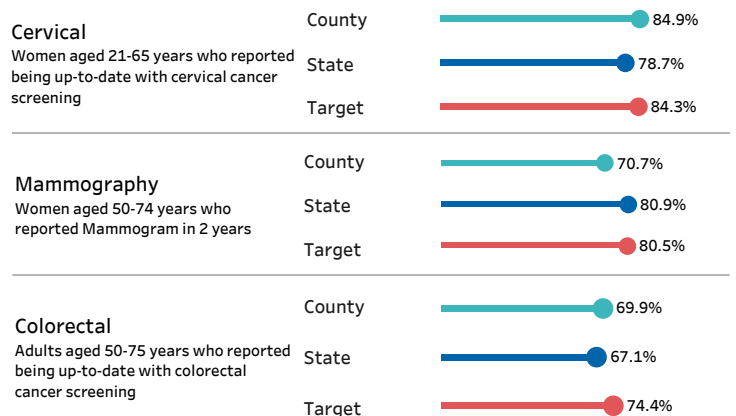 Cervical
Women aged 21-65 years who reported
being up-to-date with cervical cancer
screening
County 84.9%
State 78.7%
Target 84.3%
Mammography
Women aged 50-74 years who
reported Mammogram in 2 years
County 70.7%
State 80.9%
Target 80.5%
Colorectal
Adults aged 50-75 years who reported
being up-to-date with colorectal
cancer screening
County 69.9%
State 67.1%
Target 74.4%